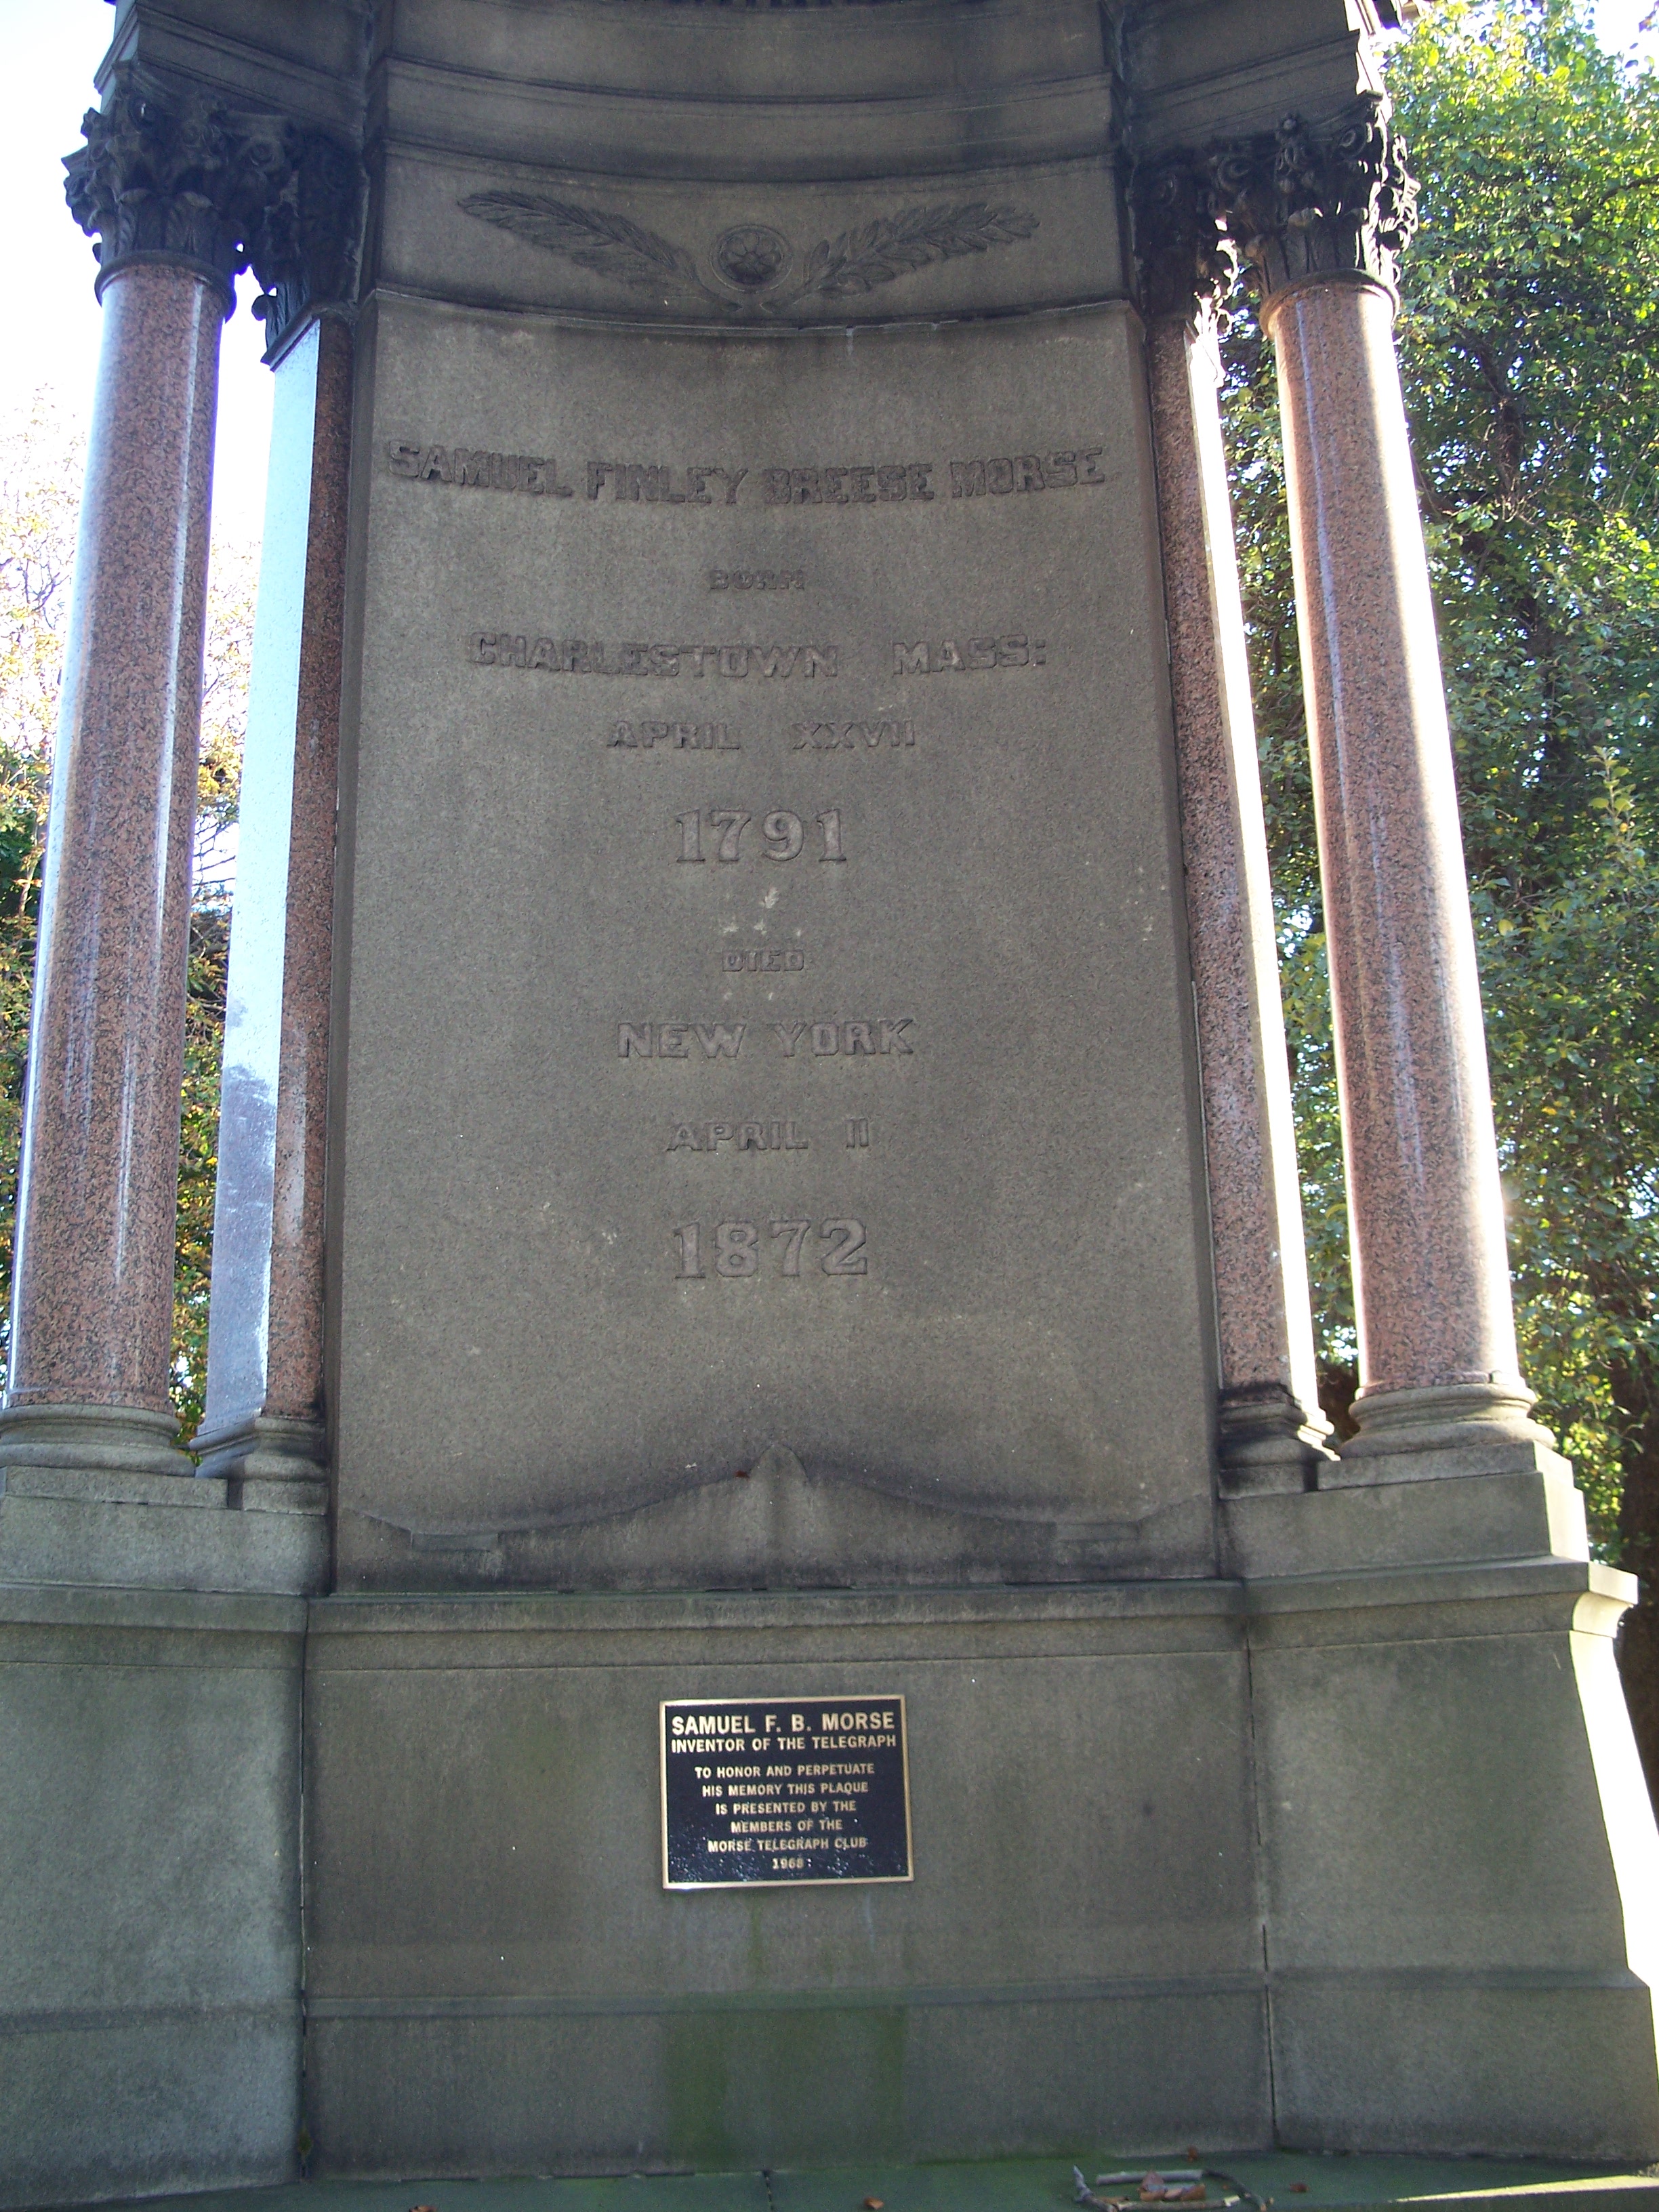 SAMUEL FINLEY BREESE MORSE
BORN
CHARLESTOWN MASS:
APRIL XXVII
1791
DIED
NEW YORK
APRIL II
1872
SAMUEL F. B. MORSE
INVENTOR OF THE TELEGRAPH
TO HONOR AND PERPETUATE
HIS MEMORY THIS PLAQUE
IS PRESENTED BY THE
MEMBERS OF THE
MORSE TELEGRAPH CLUB
1968